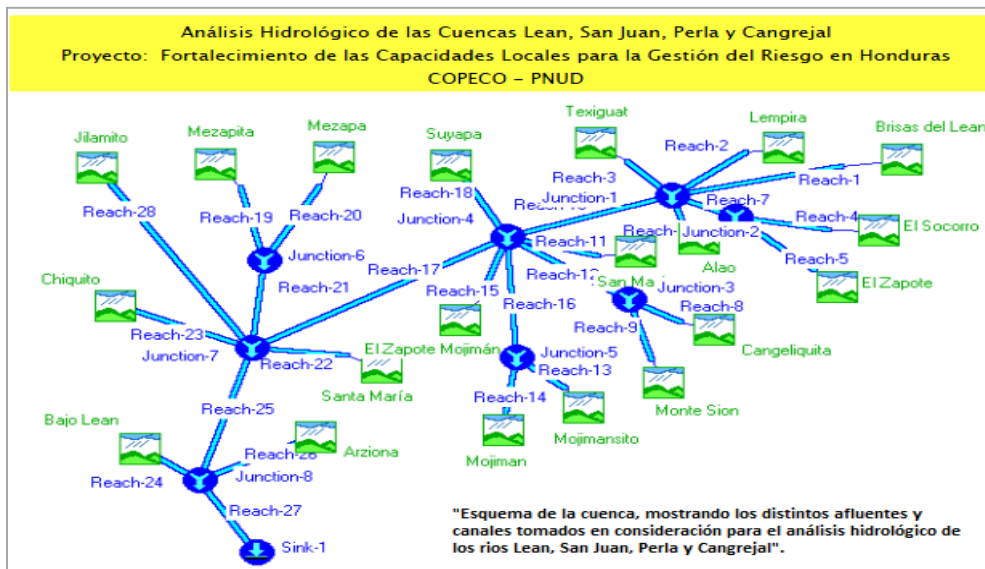 Análisis Hidrológico de las Cuencas Lean, San Juan, Perla y Cangrejal
Proyecto: Fortalecimiento de las Capacidades Locales para la Gestión del Riesgo en Honduras
COPECO – PNUD
Texiguat
Lempira
Mezapa
Mezapita
Suyapa
Brisas del Lean
Jilamito
Reach-2
Reach-3
Reach-1
Reach-18
Junction-1
Reach-7
Reach-28
Reach-19
Reach-20
Junction-4
Reach-4
El Socorro
Reach-11
Reach-
Junction-2
Junction-6
Reach-5
Reach-17
Alao
Chiquito
Reach-21
San Ma
Junction-3
El Zapote
Reach-15
Reach-16
Reach-8
Reach-23
Reach-9
Junction-7
Reach-22
El Zapote Mojimán
Junction-5
Cangeliquita
Reach-13
Santa María
Reach-14
Reach-25
Monte Sion
Bajo Lean
Mojimansito
Arziona
Mojiman
Reach-24
Junction-8
Reach-27
Sink-1
"Esquema de la cuenca, mostrando los distintos afluentes y
canales tomados en consideración para el análisis hidrológico de
los rios Lean, San Juan, Perla y Cangrejal".